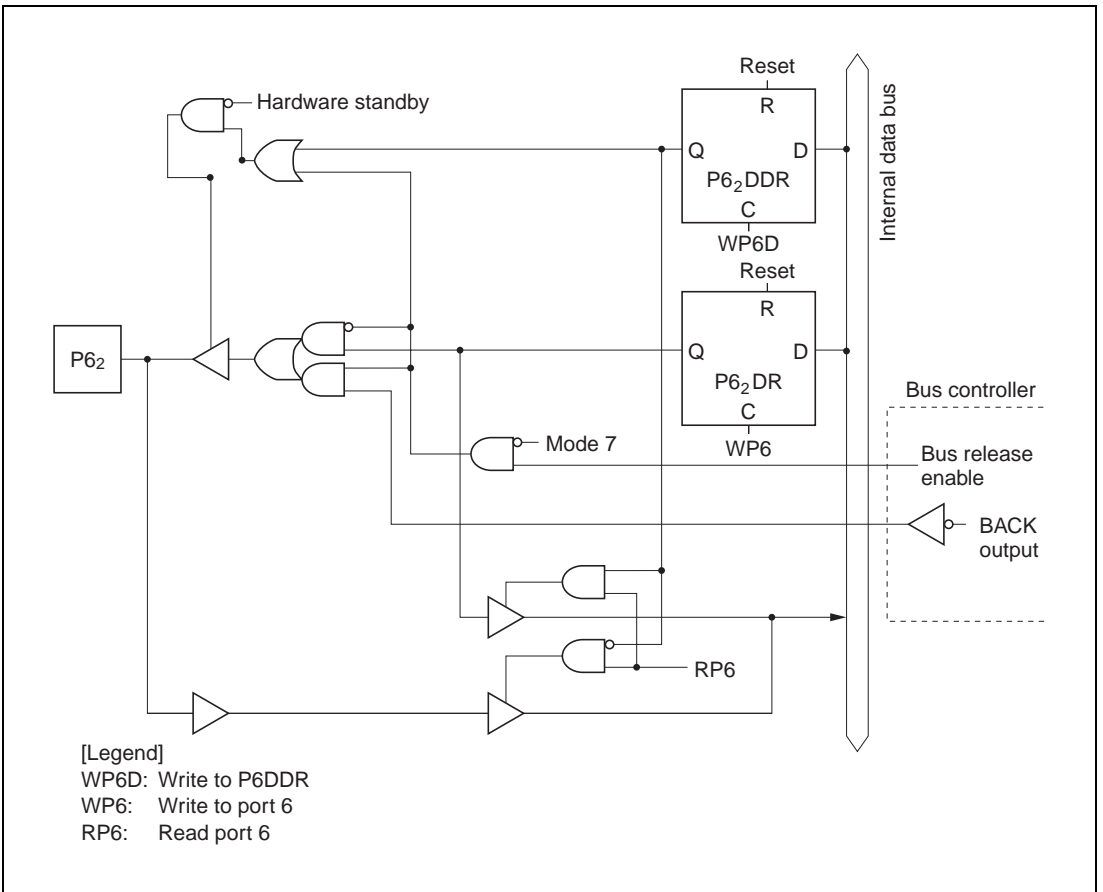 Reset
Hardware standby
R
Q
D
P6₂DDR
C
WP6D
Internal data bus
Reset
R
P6₂
Q
D
P6₂DR
C
WP6
Bus controller
Mode 7
Bus release
enable
BACK
output
RP6
[Legend]
WP6D: Write to P6DDR
WP6: Write to port 6
RP6: Read port 6